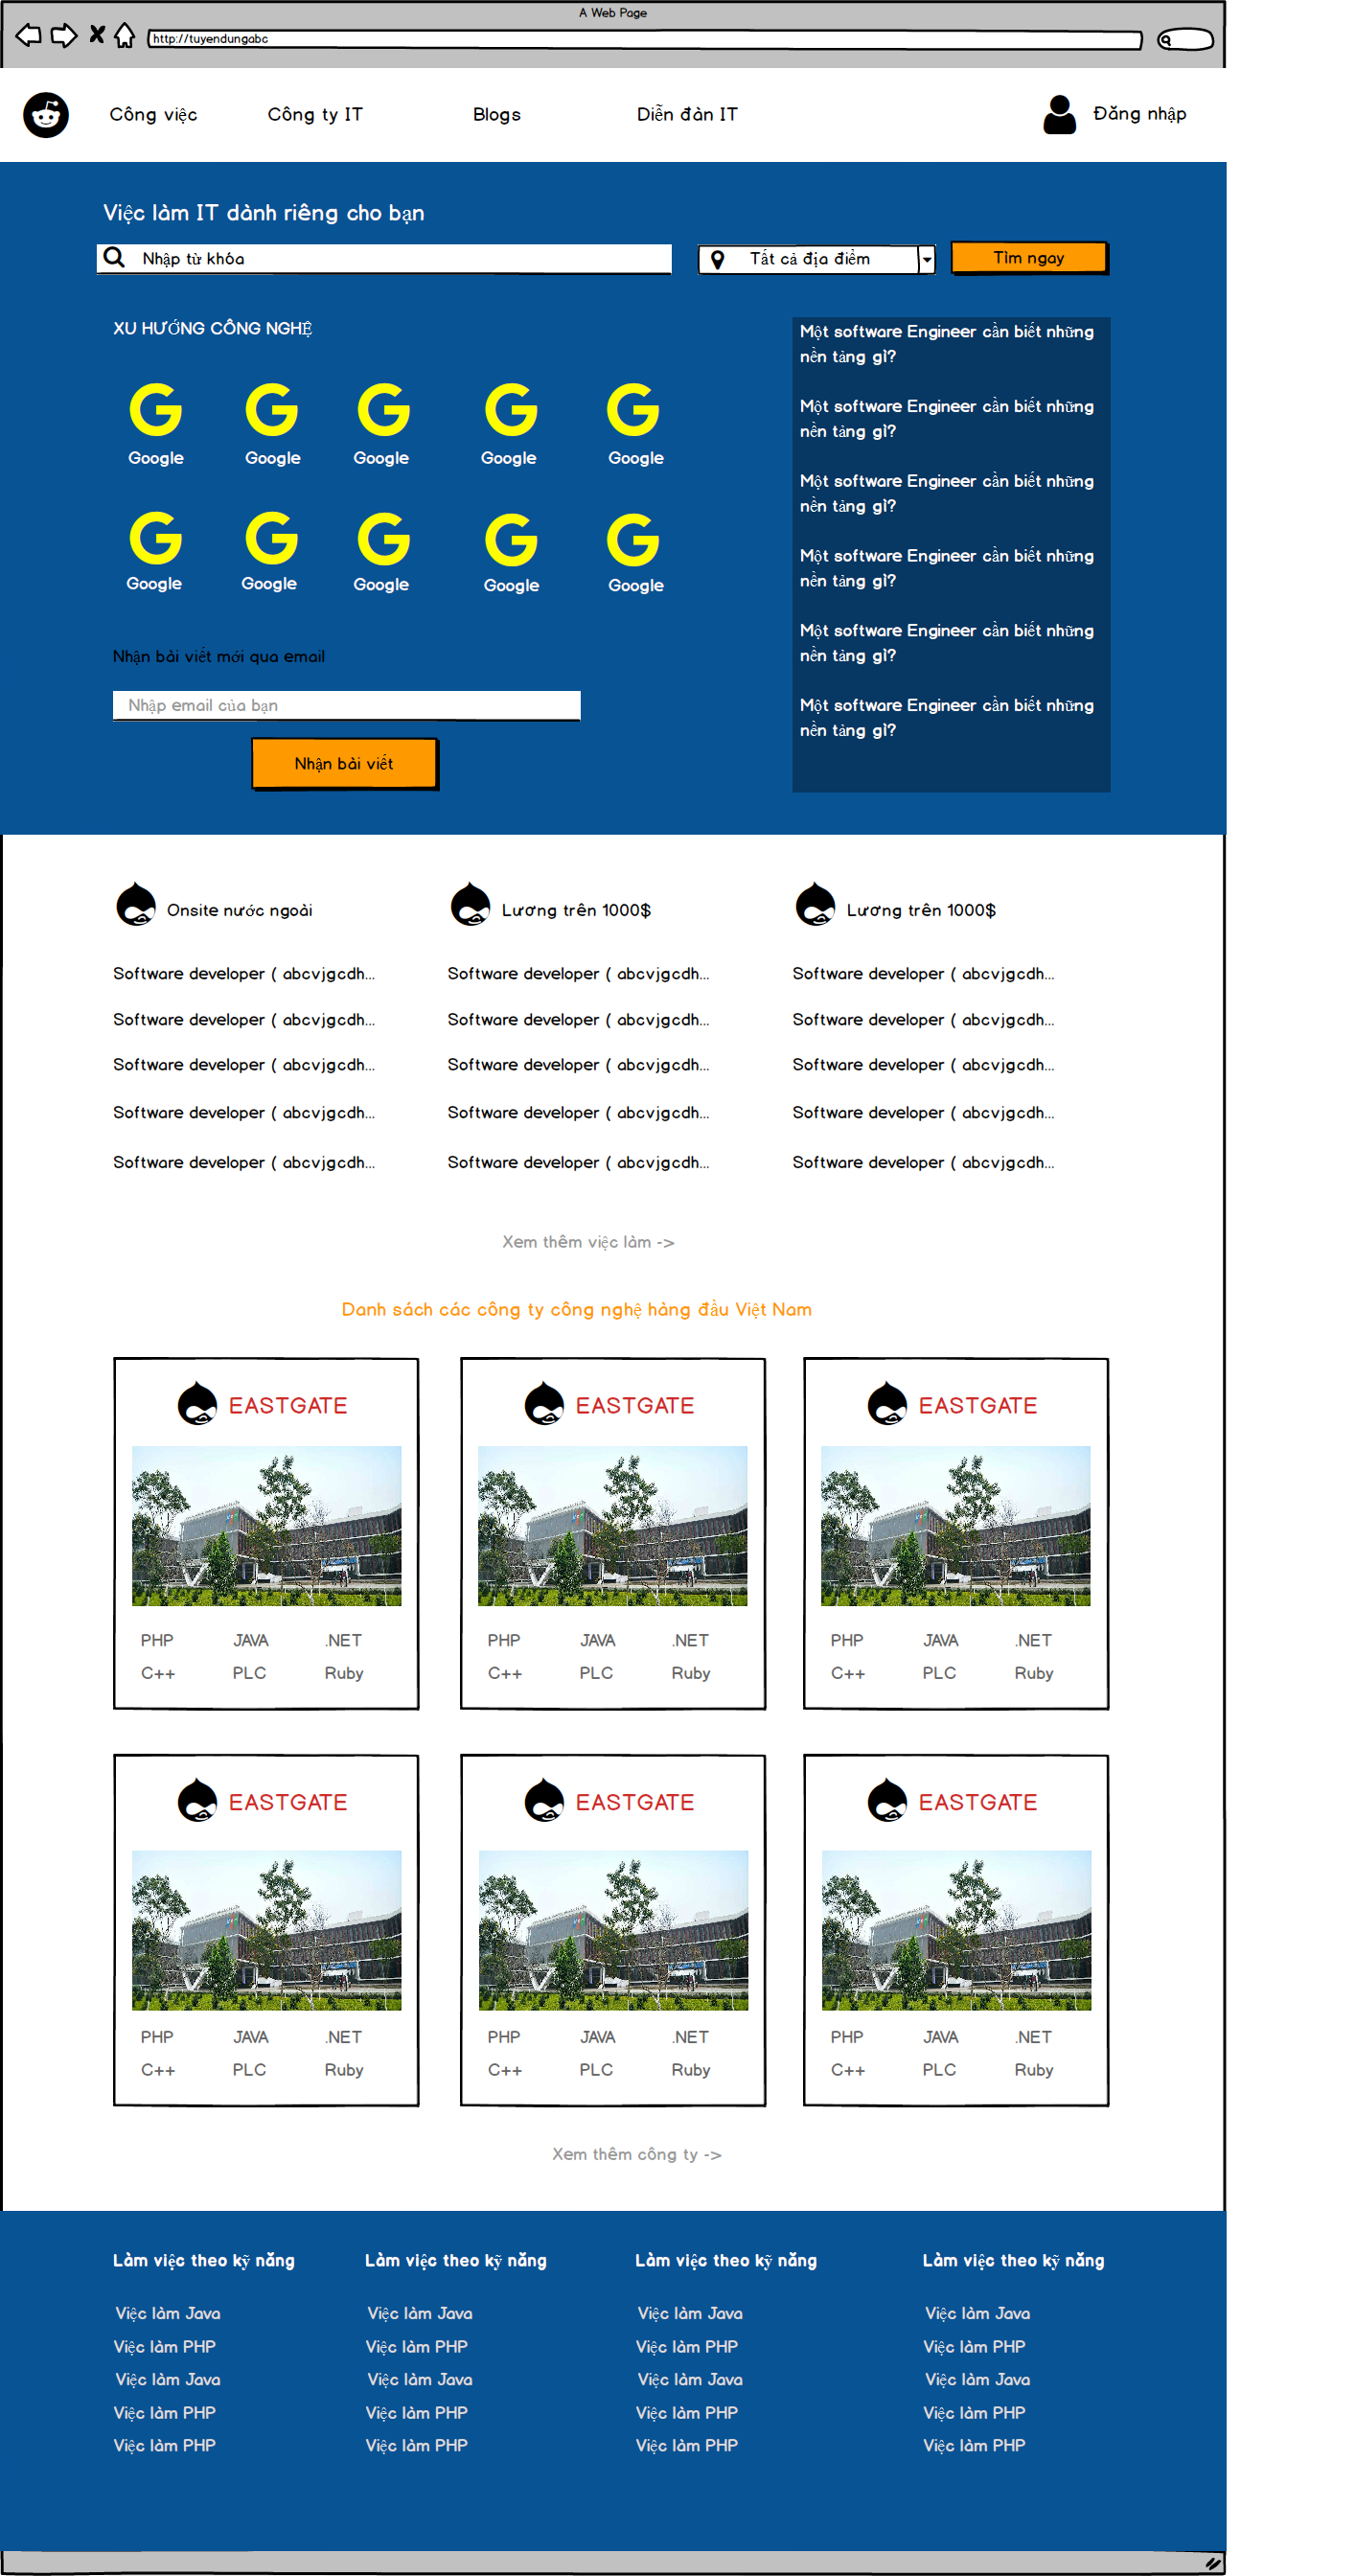 A Web Page
http://tuyendungabc
Công việc Công ty IT Blogs Diễn đàn IT Đăng nhập
Việc làm IT dành riêng cho bạn
Nhập từ khóa Tất cả địa điểm Tìm ngay
XU HƯỚNG CÔNG NGHỆ
Google Google Google Google Google
Google Google Google Google Google
Nhận bài viết mới qua email
Nhập email của bạn
Nhận bài viết
Một software Engineer cần biết những
nền tảng gì?
Một software Engineer cần biết những
nền tảng gì?
Một software Engineer cần biết những
nền tảng gì?
Một software Engineer cần biết những
nền tảng gì?
Một software Engineer cần biết những
nền tảng gì?
Một software Engineer cần biết những
nền tảng gì?
Onsite nước ngoài Lương trên 1000$ Lương trên 1000$
Software developer ( abcvjgcdh... Software developer ( abcvjgcdh... Software developer ( abcvjgcdh...
Software developer ( abcvjgcdh... Software developer ( abcvjgcdh... Software developer ( abcvjgcdh...
Software developer ( abcvjgcdh... Software developer ( abcvjgcdh... Software developer ( abcvjgcdh...
Software developer ( abcvjgcdh... Software developer ( abcvjgcdh... Software developer ( abcvjgcdh...
Software developer ( abcvjgcdh... Software developer ( abcvjgcdh... Software developer ( abcvjgcdh...
Xem thêm việc làm ->
Danh sách các công ty công nghệ hàng đầu Việt Nam
EASTGATE EASTGATE EASTGATE
PHP JAVA .NET PHP JAVA .NET PHP JAVA .NET
C++ PLC Ruby C++ PLC Ruby C++ PLC Ruby
EASTGATE EASTGATE EASTGATE
PHP JAVA .NET PHP JAVA .NET PHP JAVA .NET
C++ PLC Ruby C++ PLC Ruby C++ PLC Ruby
Xem thêm công ty ->
Làm việc theo kỹ năng Làm việc theo kỹ năng Làm việc theo kỹ năng Làm việc theo kỹ năng
Việc làm Java Việc làm Java Việc làm Java Việc làm Java
Việc làm PHP Việc làm PHP Việc làm PHP Việc làm PHP
Việc làm Java Việc làm Java Việc làm Java Việc làm Java
Việc làm PHP Việc làm PHP Việc làm PHP Việc làm PHP
Việc làm PHP Việc làm PHP Việc làm PHP Việc làm PHP